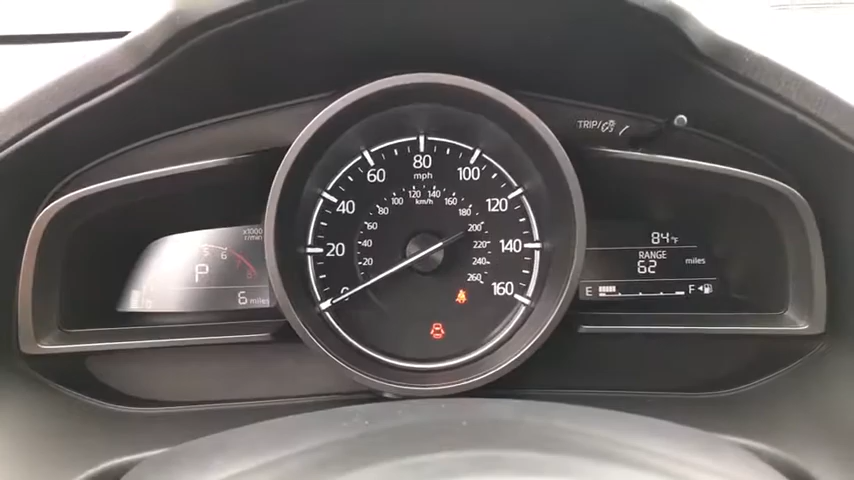 TRIP/
x1000
r/min
5 6
P
6 miles
80
mph
60 100
40 120
20 140
0 160
120 140
100 160
80 km/h 180
60 200
40 220
20 240
260
84°F
RANGE
62 miles
E F